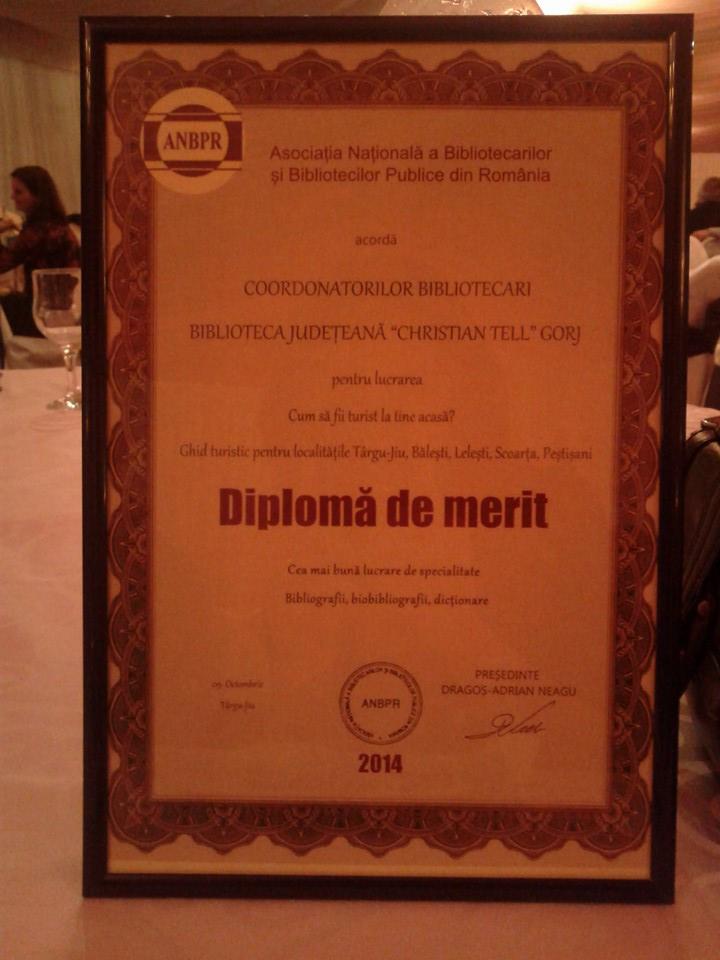 ANBPR
Asociația Națională a Bibliotecarilor
și Bibliotecilor Publice din România
acordă
COORDONATORILOR BIBLIOTECARI
BIBLIOTECA JUDEȚEANĂ "CHRISTIAN TELL" GORJ
pentru lucrarea
Cum să fii turist la tine acasă?
Ghid turistic pentru localitățile Târgu-Jiu, Bălești, Lelești, Scoarța, Peștișani
Diplomă de merit
Cea mai bună lucrare de specialitate
Bibliografii, biobibliografii, dicționare
09 Octombrie
Târgu-Jiu
ANBPR
PREȘEDINTE
DRAGOȘ-ADRIAN NEAGU
2014